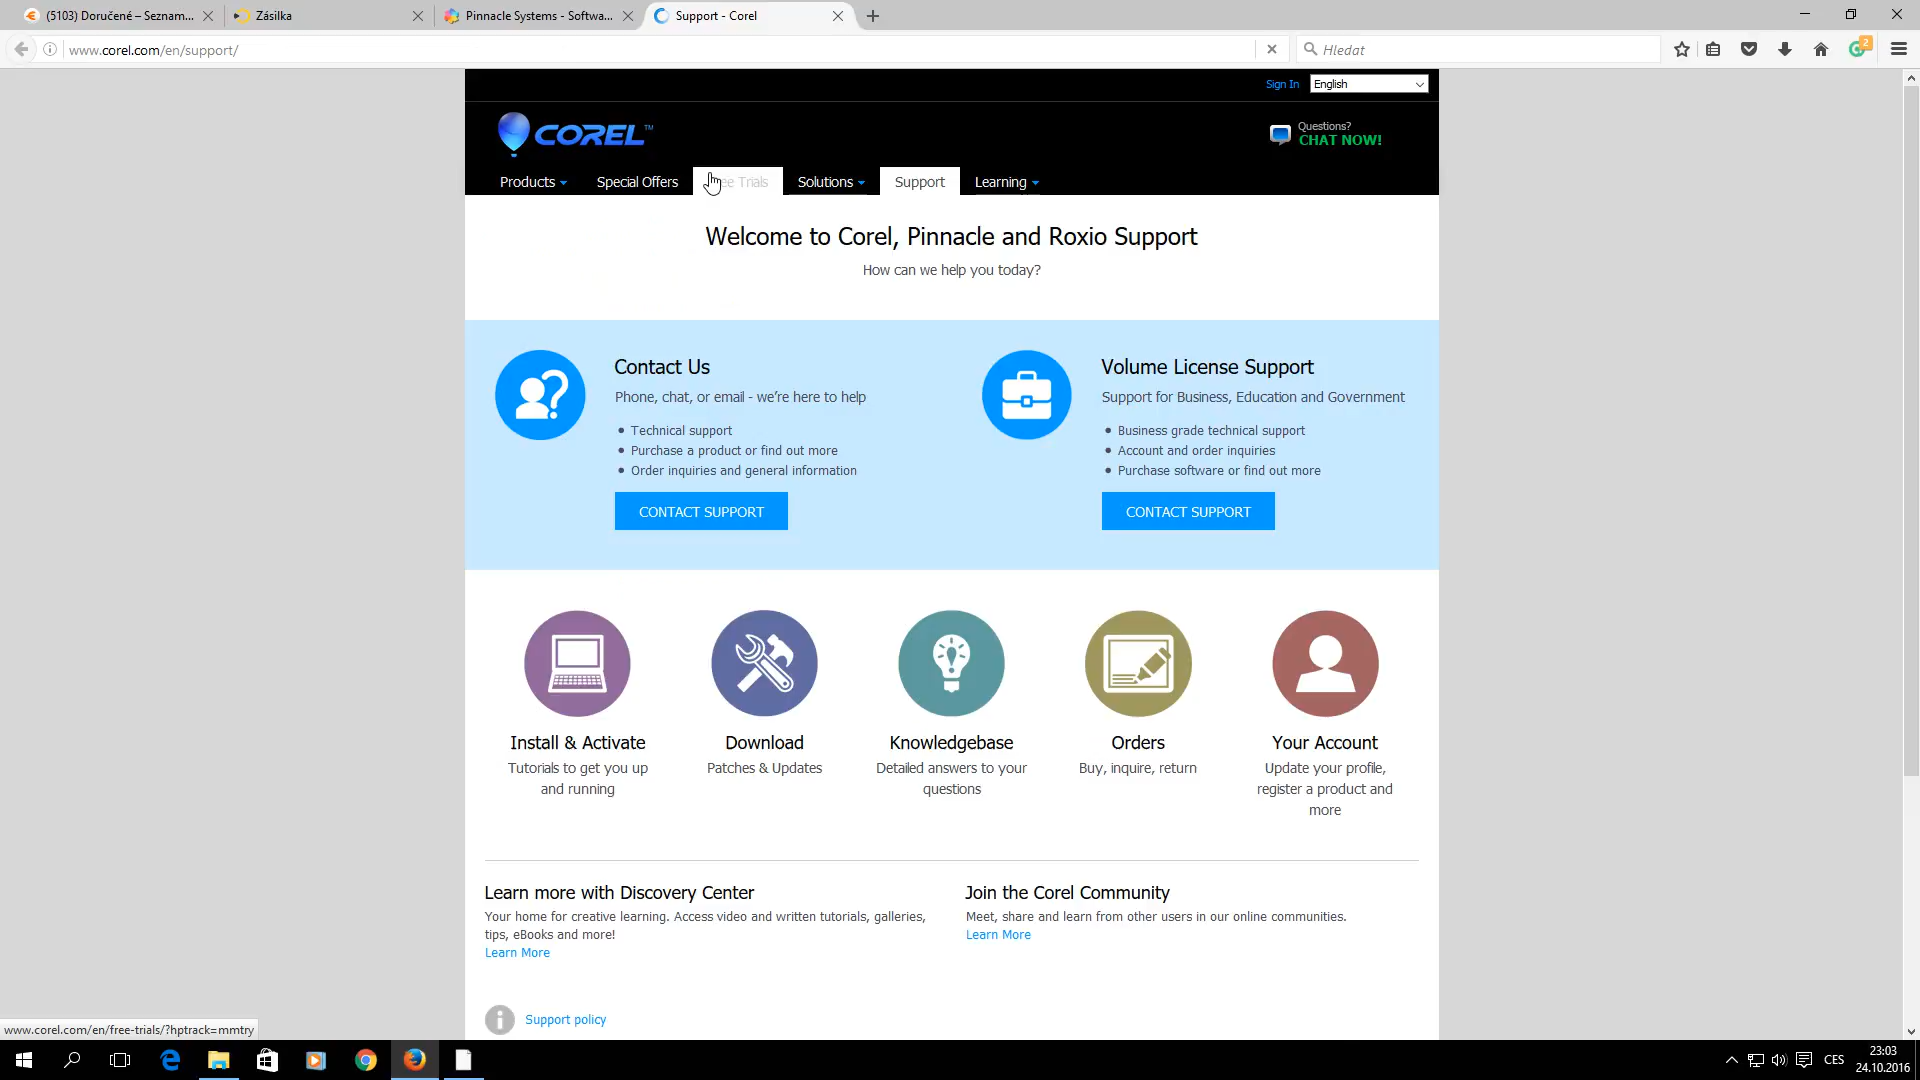 (5103) Doručené – Seznam...
Zásilka
Pinnacle Systems - Softwa...
Support - Corel
www.corel.com/en/support/
Hledat
2
Sign In
English
COREL™
Questions?
CHAT NOW!
Products
Special Offers
Free Trials
Solutions
Support
Learning
Welcome to Corel, Pinnacle and Roxio Support
How can we help you today?
Contact Us
Phone, chat, or email - we're here to help
Technical support
Purchase a product or find out more
Order inquiries and general information
CONTACT SUPPORT
Volume License Support
Support for Business, Education and Government
Business grade technical support
Account and order inquiries
Purchase software or find out more
CONTACT SUPPORT
Install & Activate
Tutorials to get you up
and running
Download
Patches & Updates
Knowledgebase
Detailed answers to your
questions
Orders
Buy, inquire, return
Your Account
Update your profile,
register a product and
more
Learn more with Discovery Center
Your home for creative learning. Access video and written tutorials, galleries,
tips, eBooks and more!
Learn More
Join the Corel Community
Meet, share and learn from other users in our online communities.
Learn More
Support policy
www.corel.com/en/free-trials/?hptrack=mmtry
CES
23:03
24.10.2016